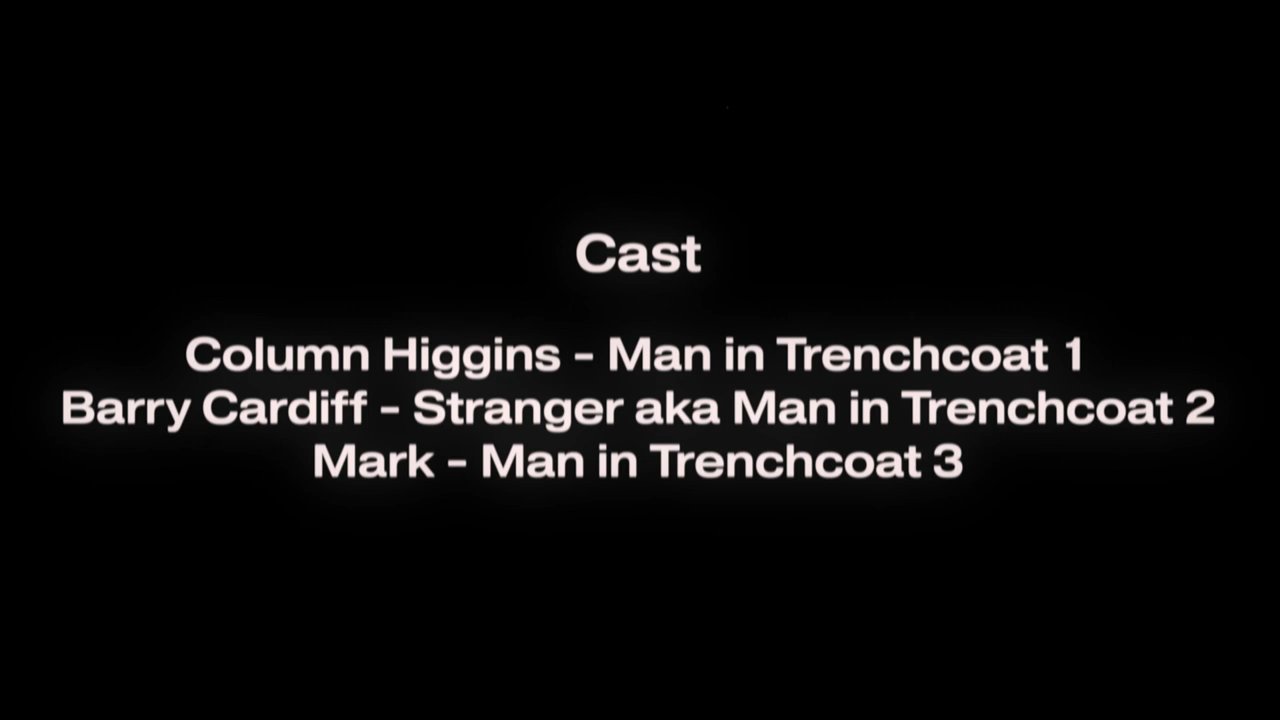 Cast
Column Higgins - Man in Trenchcoat 1
Barry Cardiff - Stranger aka Man in Trenchcoat 2
Mark - Man in Trenchcoat 3